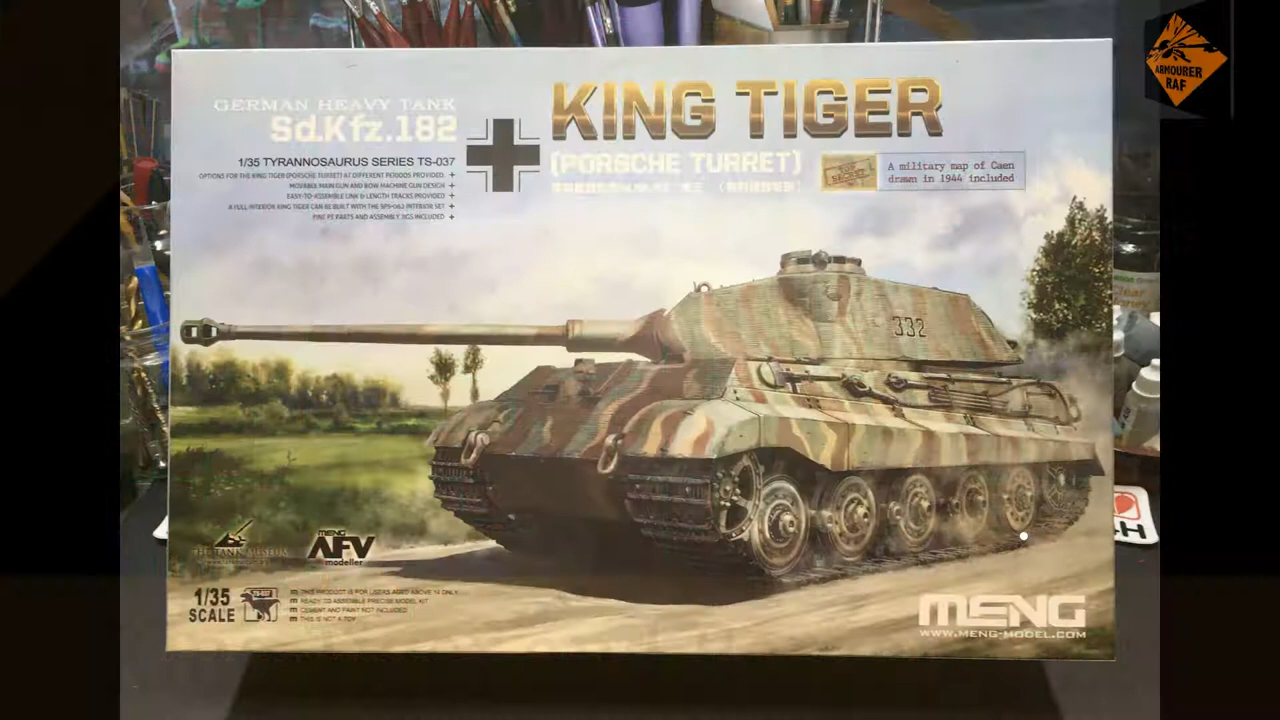 ARMOURER
RAF
GERMAN HEAVY TANK
Sd.Kfz.182
1/35 TYRANNOSAURUS SERIES TS-037
OPTIONS FOR THE KING TIGER (PORSCHE TURRET) AT DIFFERENT PERIODS PROVIDED. +
MOVABLE MAIN GUN AND BOW MACHINE GUN DESIGN +
EASY-TO-ASSEMBLE LINK & LENGTH TRACKS PROVIDED +
A FULL-INTERIOR KING TIGER CAN BE BUILT WITH THE SPS-062 INTERIOR SET +
FINE PE PARTS AND ASSEMBLY JIGS INCLUDED +
KING TIGER
(PORSCHE TURRET)
A military map of Caen
drawn in 1944 included
332
THE TANK MUSEUM
MENG
AFV
modeller
1/35
SCALE
TS-037
THIS PRODUCT IS FOR USERS AGED ABOVE 14 ONLY
READY TO ASSEMBLE PRECISE MODEL KIT
CEMENT AND PAINT NOT INCLUDED
THIS IS NOT A TOY
MENG
WWW.MENG-MODEL.COM